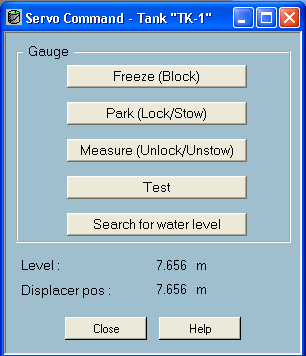 Servo Command - Tank "TK-1"
Gauge
Freeze (Block)
Park (Lock/Stow)
Measure (Unlock/Unstow)
Test
Search for water level
Level : 7.656 m
Displacer pos : 7.656 m
Close Help